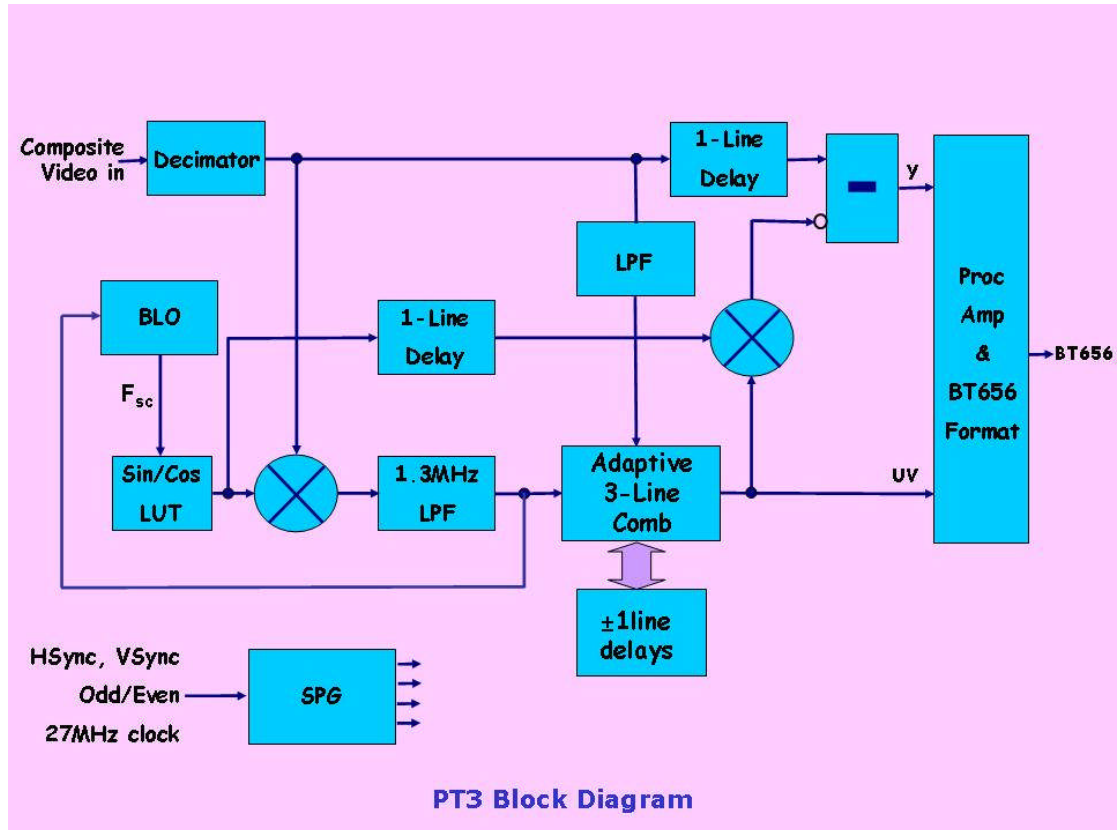 Composite
Video in
Decimator
1-Line
Delay
-
y
LPF
BLO
1-Line
Delay
Proc
Amp
&
BT656
Format
BT656
Fsc
Sin/Cos
LUT
1.3MHz
LPF
Adaptive
3-Line
Comb
UV
±1line
delays
HSync, VSync
Odd/Even
27MHz clock
SPG
PT3 Block Diagram